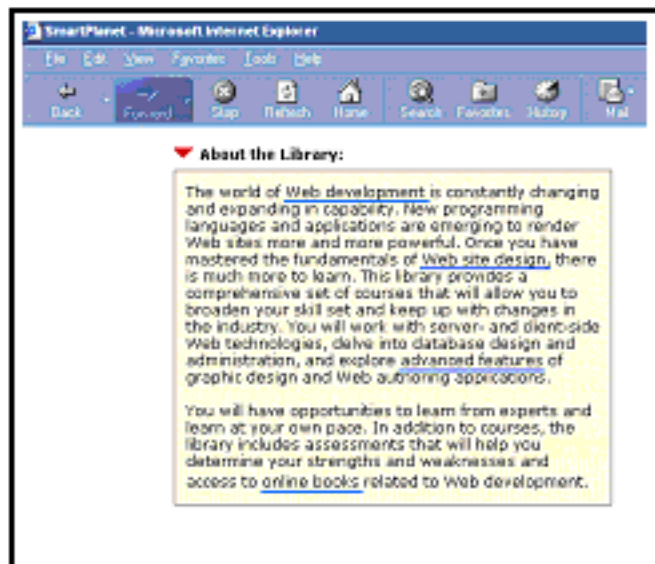 SmartPlanet - Microsoft Internet Explorer
File Edit View Favorites Tools Help
Back Forward Stop Refresh Home Search Favorites History Mail
About the Library:
The world of Web development is constantly changing
and expanding in capability. New programming
languages and applications are emerging to render
Web sites more and more powerful. Once you have
mastered the fundamentals of Web site design, there
is much more to learn. This library provides a
comprehensive set of courses that will allow you to
broaden your skill set and keep up with changes in
the industry. You will work with server- and client-side
Web technologies, delve into database design and
administration, and explore advanced features of
graphic design and Web authoring applications.
You will have opportunities to learn from experts and
learn at your own pace. In addition to courses, the
library includes assessments that will help you
determine your strengths and weaknesses and
access to online books related to Web development.